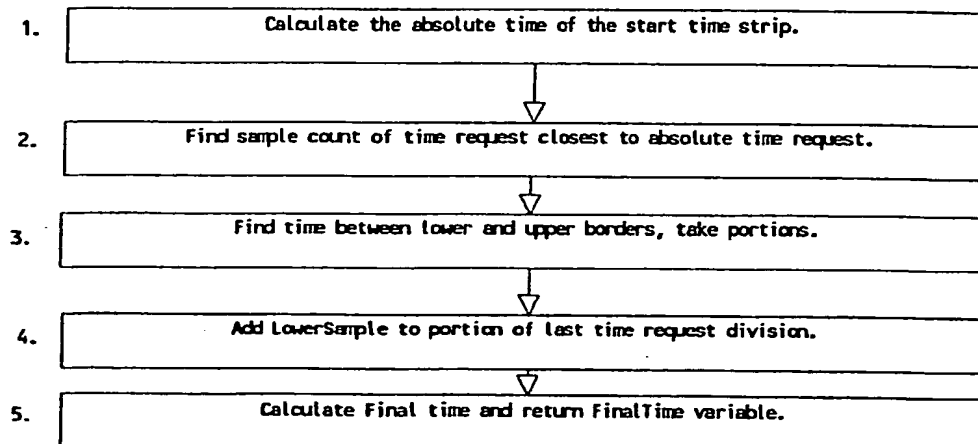 1. Calculate the absolute time of the start time strip.
2. Find sample count of time request closest to absolute time request.
3. Find time between lower and upper borders, take portions.
4. Add LowerSample to portion of last time request division.
5. Calculate Final time and return FinalTime variable.